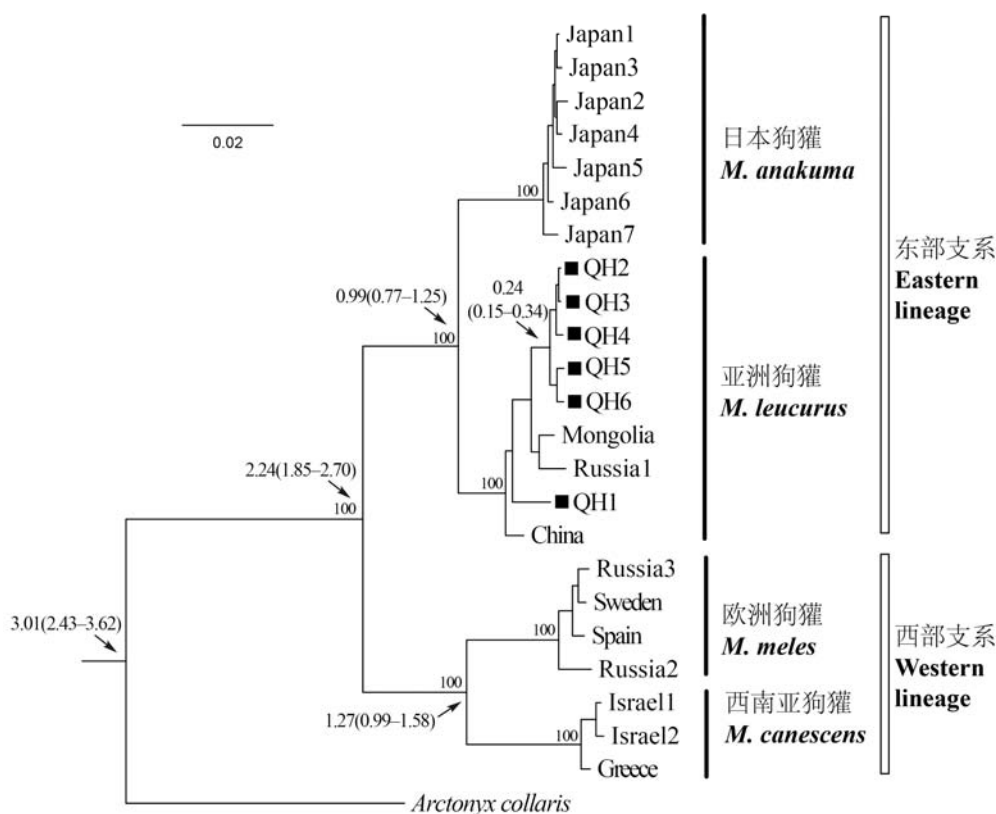 Japan1
Japan3
Japan2
Japan4
Japan5
Japan6
Japan7
100
日本狗獾
M. anakuma
0.02
QH2
QH3
QH4
QH5
QH6
Mongolia
Russia1
QH1
China
0.24
(0.15–0.34)
0.99(0.77–1.25)
100
100
亚洲狗獾
M. leucurus
东部支系
Eastern
lineage
2.24(1.85–2.70)
100
Russia3
Sweden
Spain
Russia2
100
欧洲狗獾
M. meles
3.01(2.43–3.62)
100
1.27(0.99–1.58)
Israel1
Israel2
Greece
100
西南亚狗獾
M. canescens
西部支系
Western
lineage
Arctonyx collaris